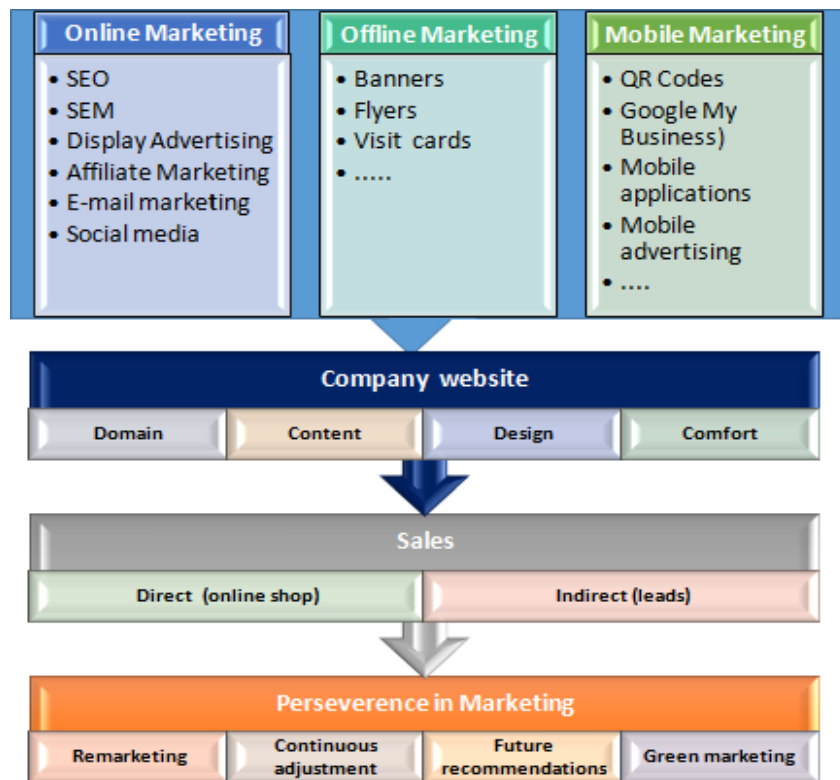 Online Marketing
• SEO
• SEM
• Display Advertising
• Affiliate Marketing
• E-mail marketing
• Social media
Offline Marketing
• Banners
• Flyers
• Visit cards
• .....
Mobile Marketing
• QR Codes
• Google My
Business)
• Mobile
applications
• Mobile
advertising
• ....
Company website
Domain
Content
Design
Comfort
Sales
Direct (online shop)
Indirect (leads)
Perseverence in Marketing
Remarketing
Continuous
adjustment
Future
recommendations
Green marketing